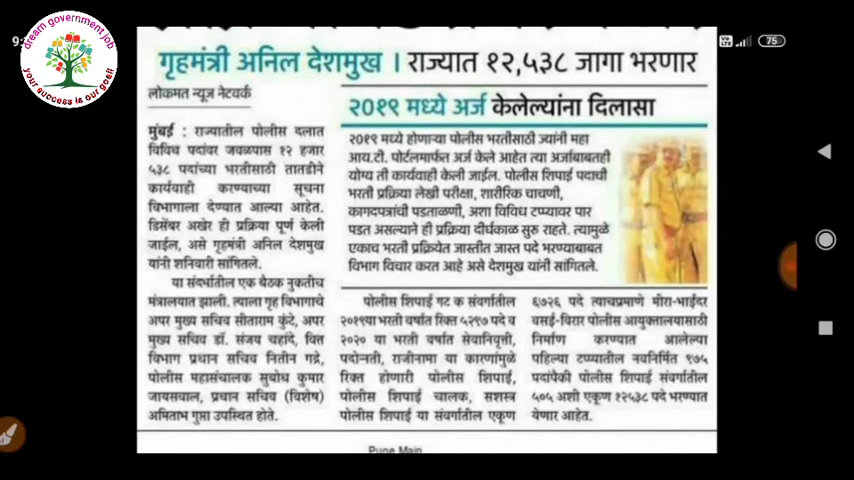 dream government job
your success is our goal!
75
गृहमंत्री अनिल देशमुख । राज्यात १२,५३८ जागा भरणार
लोकमत न्यूज नेटवर्क
मुंबई : राज्यातील पोलीस दलात
विविध पदांवर जवळपास १२ हजार
५३८ पदांच्या भरतीसाठी तातडीने
कार्यवाही करण्याच्या सूचना
विभागाला देण्यात आल्या आहेत.
डिसेंबर अखेर ही प्रक्रिया पूर्ण केली
जाईल, असे गृहमंत्री अनिल देशमुख
यांनी शनिवारी सांगितले.
या संदर्भातील एक बैठक नुकतीच
मंत्रालयात झाली. त्याला गृह विभागाचे
अपर मुख्य सचिव सीताराम कुंटे, अपर
मुख्य सचिव डॉ. संजय चहांदे, वित्त
विभाग प्रधान सचिव नितीन गद्रे,
पोलीस महासंचालक सुबोध कुमार
जायसवाल, प्रधान सचिव (विशेष)
अमिताभ गुप्ता उपस्थित होते.
२०१९ मध्ये अर्ज केलेल्यांना दिलासा
२०१९ मध्ये होणाऱ्या पोलीस भरतीसाठी ज्यांनी महा
आय.टी. पोर्टलमार्फत अर्ज केले आहेत त्या अर्जाबाबतही
योग्य ती कार्यवाही केली जाईल. पोलीस शिपाई पदाची
भरती प्रक्रिया लेखी परीक्षा, शारीरिक चाचणी,
कागदपत्रांची पडताळणी, अशा विविध टप्प्यावर पार
पडत असल्याने ही प्रक्रिया दीर्घकाळ सुरु राहते. त्यामुळे
एकाच भरती प्रक्रियेत जास्तीत जास्त पदे भरण्याबाबत
विभाग विचार करत आहे असे देशमुख यांनी सांगितले.
पोलीस शिपाई गट क संवर्गातील
२०१९या भरती वर्षात रिक्त ५२९७ पदे व
२०२० या भरती वर्षात सेवानिवृत्ती,
पदोन्नती, राजीनामा या कारणांमुळे
रिक्त होणारी पोलीस शिपाई,
पोलीस शिपाई चालक, सशस्त्र
पोलीस शिपाई या संवर्गातील एकूण
६७२६ पदे त्याचप्रमाणे मीरा-भाईंदर
वसई-विरार पोलीस आयुक्तालयासाठी
निर्माण करण्यात आलेल्या
पहिल्या टप्प्यातील नवनिर्मित ९७५
पदांपैकी पोलीस शिपाई संवर्गातील
५०५ अशी एकूण १२५३८ पदे भरण्यात
येणार आहेत.
Pune Main